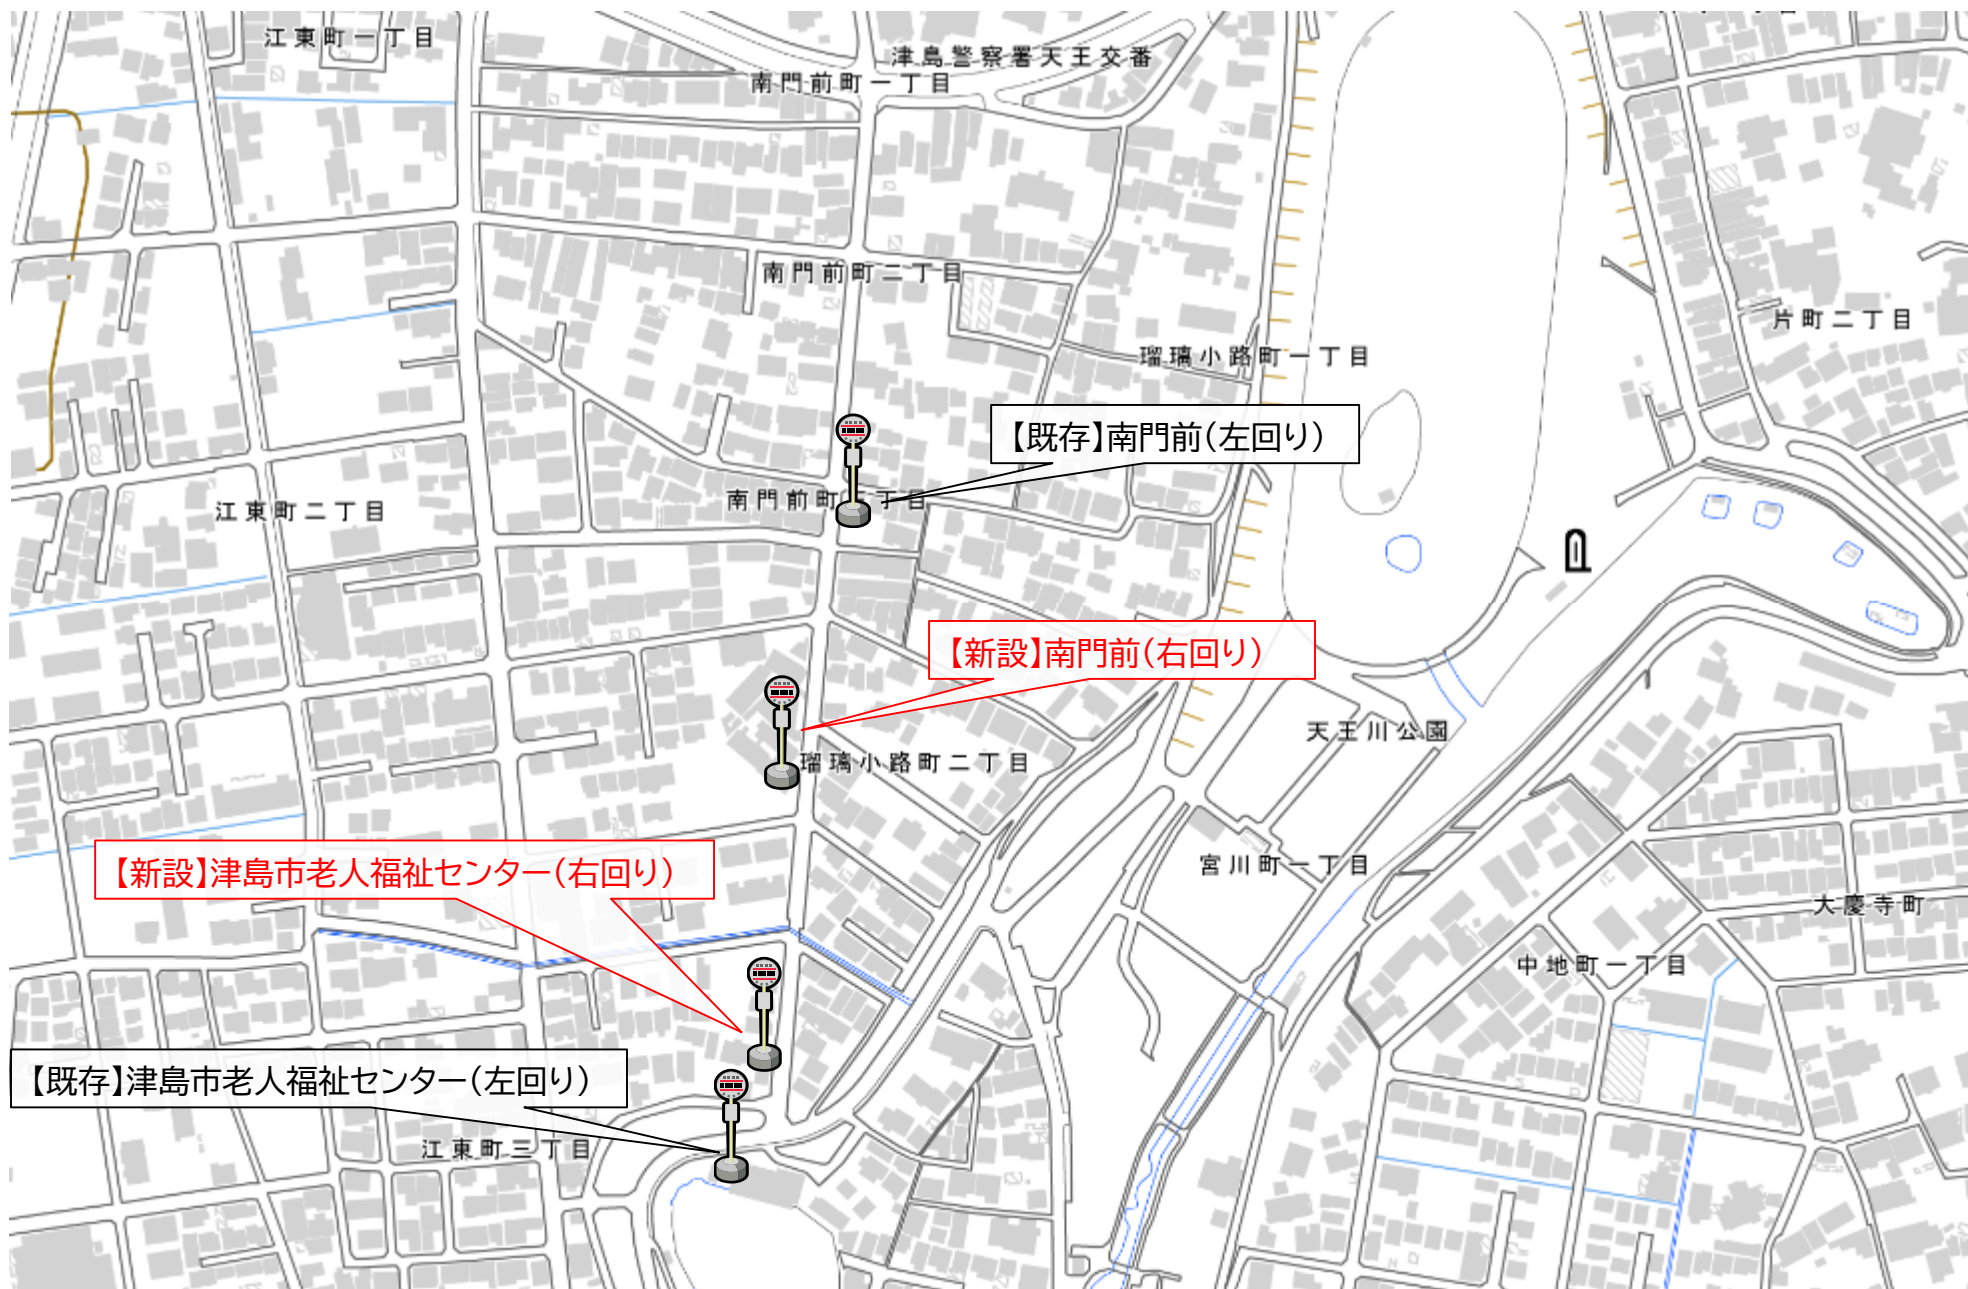 江東町一丁目
津島警察署天王交番
南門前町一丁目
南門前町二丁目
片町二丁目
瑠璃小路町一丁目
【既存】南門前(左回り)
南門前町三丁目
江東町二丁目
【新設】南門前(右回り)
天王川公園
瑠璃小路町二丁目
【新設】津島市老人福祉センター(右回り)
宮川町一丁目
大慶寺町
中地町一丁目
【既存】津島市老人福祉センター(左回り)
江東町三丁目